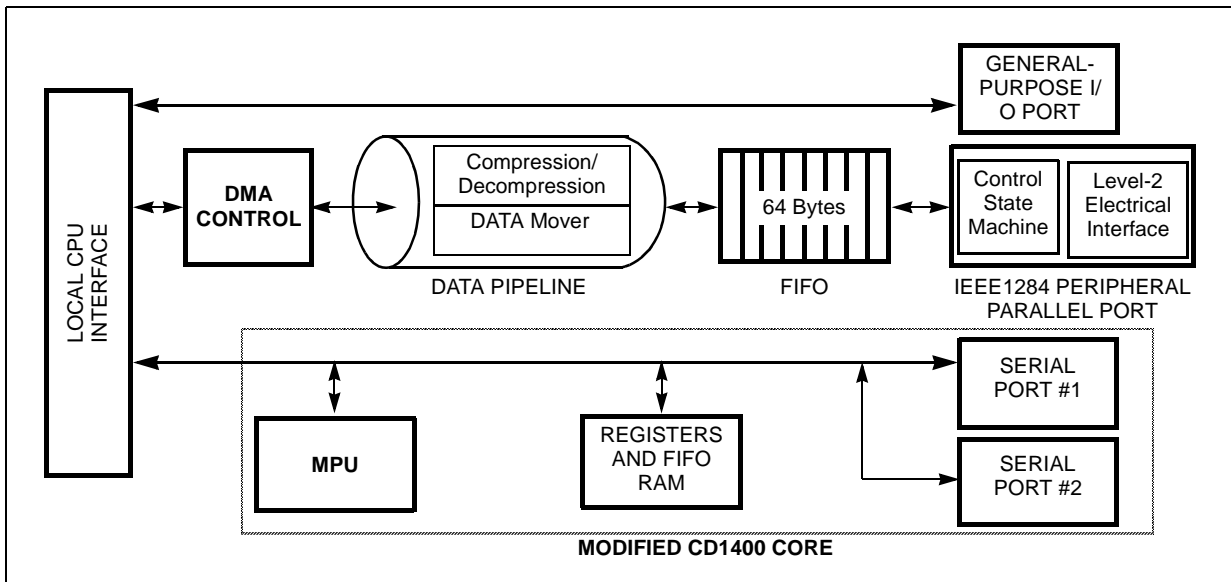 GENERAL-
PURPOSE I/
O PORT
LOCAL CPU
INTERFACE
DMA
CONTROL
Compression/
Decompression
DATA Mover
DATA PIPELINE
64 Bytes
FIFO
Control
State
Machine
Level-2
Electrical
Interface
IEEE1284 PERIPHERAL
PARALLEL PORT
MPU
REGISTERS
AND FIFO
RAM
SERIAL
PORT #1
SERIAL
PORT #2
MODIFIED CD1400 CORE